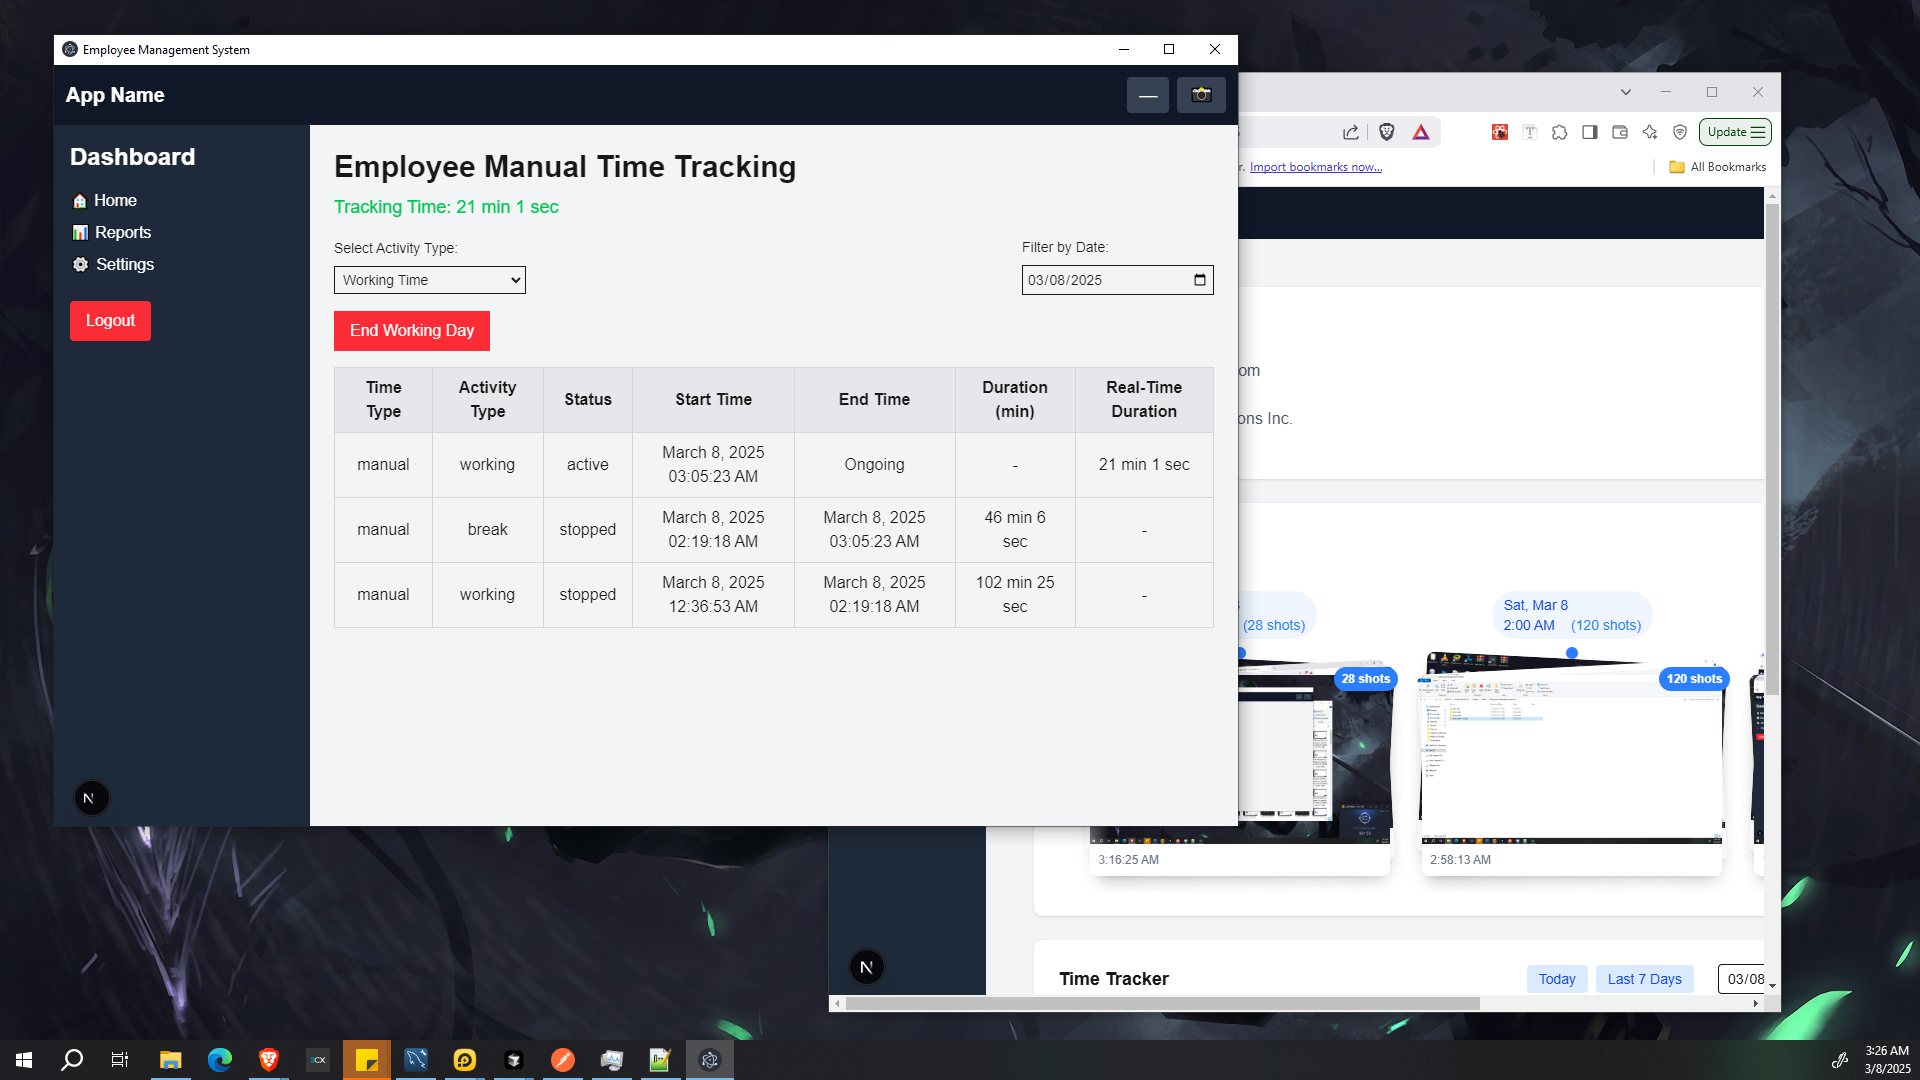 Employee Management System
App Name
Dashboard
Home
Reports
Settings
Logout
N
Employee Manual Time Tracking
Tracking Time: 21 min 1 sec
Select Activity Type:
Working Time
Filter by Date:
03/08/2025
End Working Day
Time Type Activity Type Status Start Time End Time Duration (min) Real-Time Duration
manual working active March 8, 2025 03:05:23 AM Ongoing - 21 min 1 sec
manual break stopped March 8, 2025 02:19:18 AM March 8, 2025 03:05:23 AM 46 min 6 sec -
manual working stopped March 8, 2025 12:36:53 AM March 8, 2025 02:19:18 AM 102 min 25 sec -
Update
r. Import bookmarks now...
All Bookmarks
om
ons Inc.
(28 shots)
Sat, Mar 8
2:00 AM (120 shots)
28 shots
120 shots
3:16:25 AM
2:58:13 AM
N
Time Tracker
Today
Last 7 Days
03/08
3CX
3:26 AM
3/8/2025